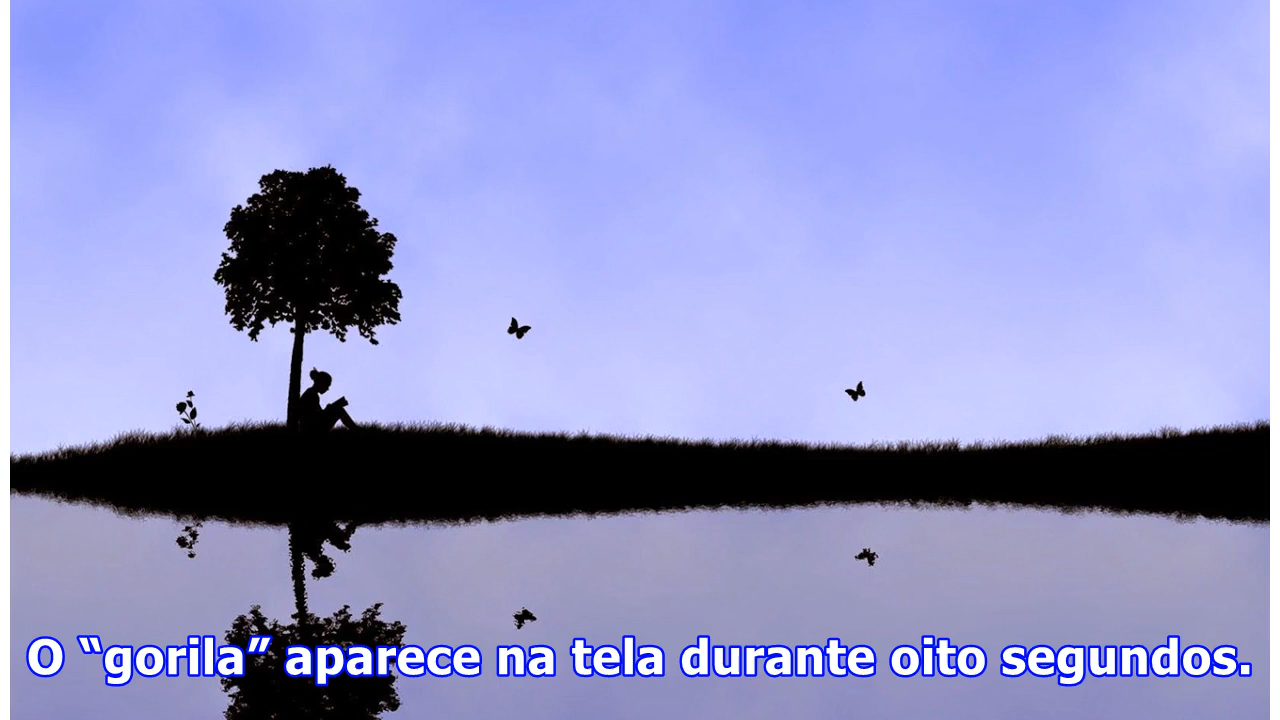 O “gorila” aparece na tela durante oito segundos.